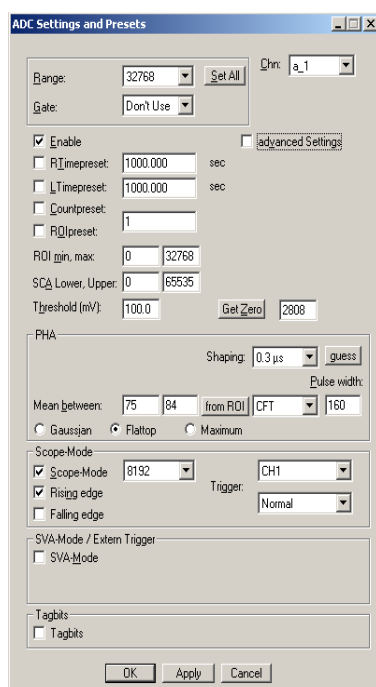 ADC Settings and Presets
Range: 32768 Set All Chn: a_1
Gate: Don't Use
Enable advanced Settings
RTimepreset: 1000.000 sec
LTimepreset: 1000.000 sec
Countpreset:
1
ROIpreset:
ROI min, max: 0 32768
SCA Lower, Upper: 0 65535
Threshold (mV): 100.0 Get Zero 2808
PHA
Shaping: 0.3 µs guess
Pulse width:
Mean between: 75 84 from ROI CFT 160
Gaussian Flattop Maximum
Scope-Mode
Scope-Mode 8192 CH1
Trigger:
Rising edge Normal
Falling edge
SVA-Mode / Extern Trigger
SVA-Mode
Tagbits
Tagbits
OK Apply Cancel